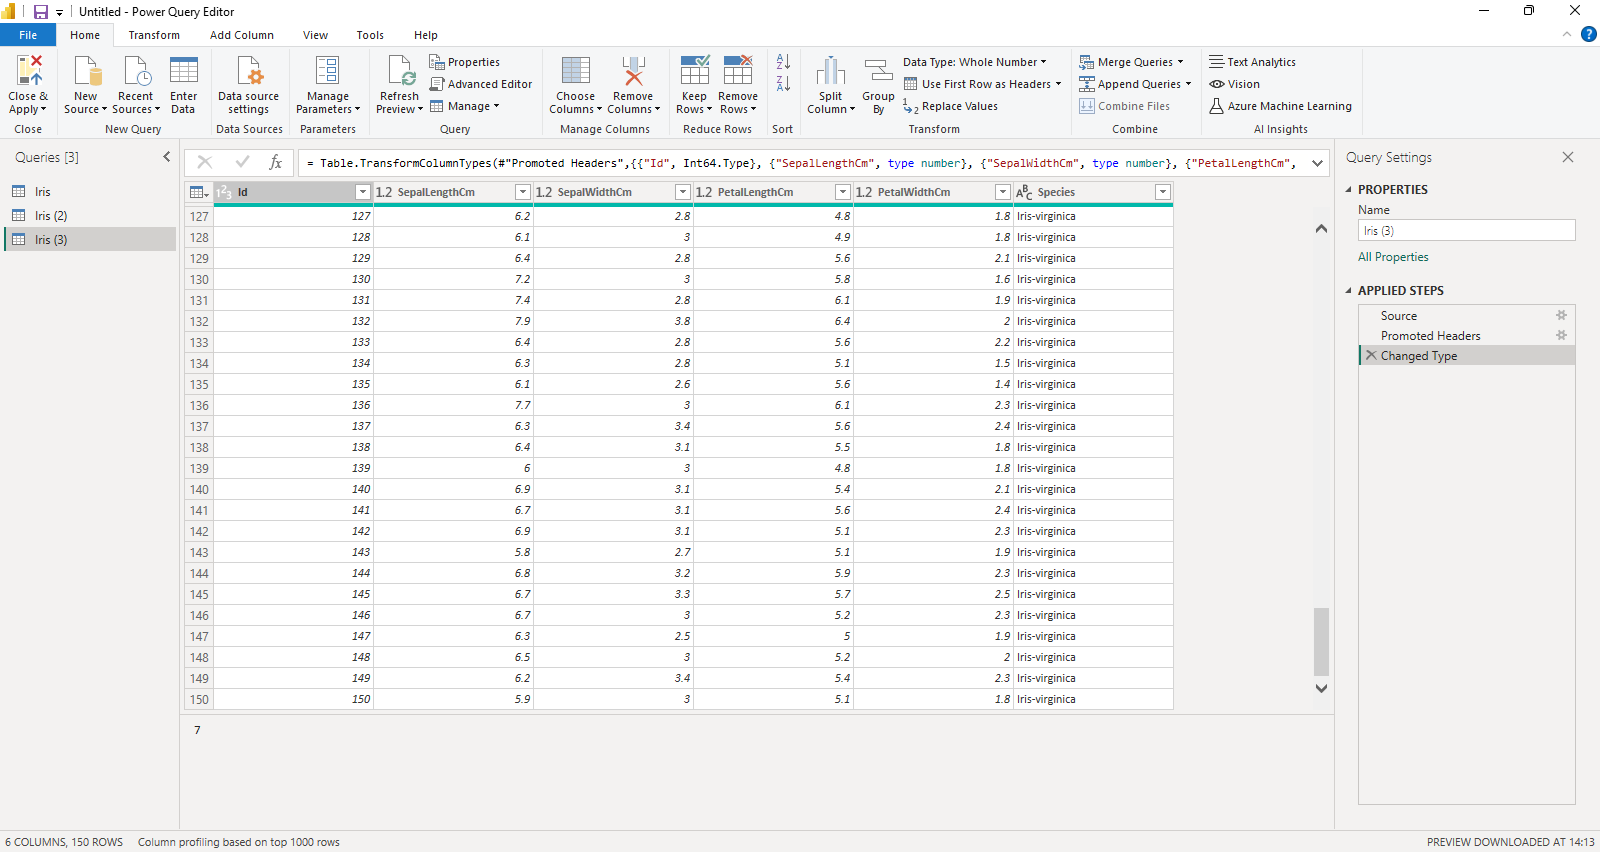 Untitled - Power Query Editor
File Home Transform Add Column View Tools Help
Close & Apply
New Source
Recent Sources
Enter Data
Data source settings
Manage Parameters
Refresh Preview
Properties
Advanced Editor
Manage
Choose Columns
Remove Columns
Keep Rows
Remove Rows
Split Column
Group By
Data Type: Whole Number
Use First Row as Headers
Replace Values
Merge Queries
Append Queries
Combine Files
Text Analytics
Vision
Azure Machine Learning
Close New Query Data Sources Parameters Query Manage Columns Reduce Rows Sort Transform Combine AI Insights
Queries [3]
Iris
Iris (2)
Iris (3)
fx = Table.TransformColumnTypes(#"Promoted Headers",{{"Id", Int64.Type}, {"SepalLengthCm", type number}, {"SepalWidthCm", type number}, {"PetalLengthCm",
123 Id 1.2 SepalLengthCm 1.2 SepalWidthCm 1.2 PetalLengthCm 1.2 PetalWidthCm ABC Species
127 127 6.2 2.8 4.8 1.8 Iris-virginica
128 128 6.1 3 4.9 1.8 Iris-virginica
129 129 6.4 2.8 5.6 2.1 Iris-virginica
130 130 7.2 3 5.8 1.6 Iris-virginica
131 131 7.4 2.8 6.1 1.9 Iris-virginica
132 132 7.9 3.8 6.4 2 Iris-virginica
133 133 6.4 2.8 5.6 2.2 Iris-virginica
134 134 6.3 2.8 5.1 1.5 Iris-virginica
135 135 6.1 2.6 5.6 1.4 Iris-virginica
136 136 7.7 3 6.1 2.3 Iris-virginica
137 137 6.3 3.4 5.6 2.4 Iris-virginica
138 138 6.4 3.1 5.5 1.8 Iris-virginica
139 139 6 3 4.8 1.8 Iris-virginica
140 140 6.9 3.1 5.4 2.1 Iris-virginica
141 141 6.7 3.1 5.6 2.4 Iris-virginica
142 142 6.9 3.1 5.1 2.3 Iris-virginica
143 143 5.8 2.7 5.1 1.9 Iris-virginica
144 144 6.8 3.2 5.9 2.3 Iris-virginica
145 145 6.7 3.3 5.7 2.5 Iris-virginica
146 146 6.7 3 5.2 2.3 Iris-virginica
147 147 6.3 2.5 5 1.9 Iris-virginica
148 148 6.5 3 5.2 2 Iris-virginica
149 149 6.2 3.4 5.4 2.3 Iris-virginica
150 150 5.9 3 5.1 1.8 Iris-virginica
7
Query Settings
PROPERTIES
Name
Iris (3)
All Properties
APPLIED STEPS
Source
Promoted Headers
Changed Type
6 COLUMNS, 150 ROWS Column profiling based on top 1000 rows
PREVIEW DOWNLOADED AT 14:13